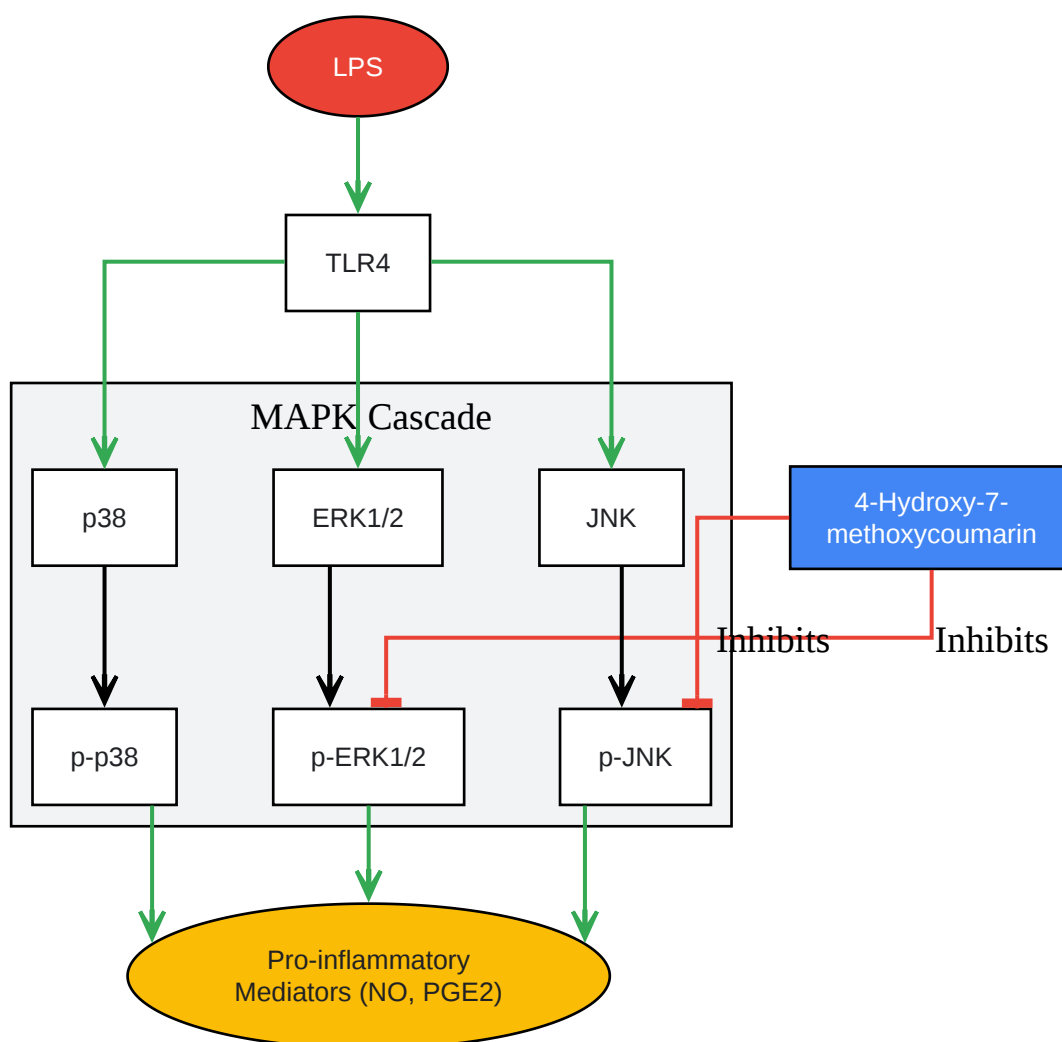 LPS
TLR4
MAPK Cascade
p38
ERK1/2
JNK
4-Hydroxy-7-
methoxycoumarin
Inhibits
Inhibits
p-p38
p-ERK1/2
p-JNK
Pro-inflammatory
Mediators (NO, PGE2)